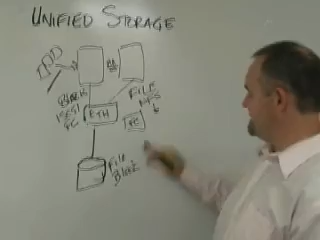 UNIFIED STORAGE
BLOCK
ISCSI
FC
FILE
NFS
ETH
FC
FILE
BLOCK